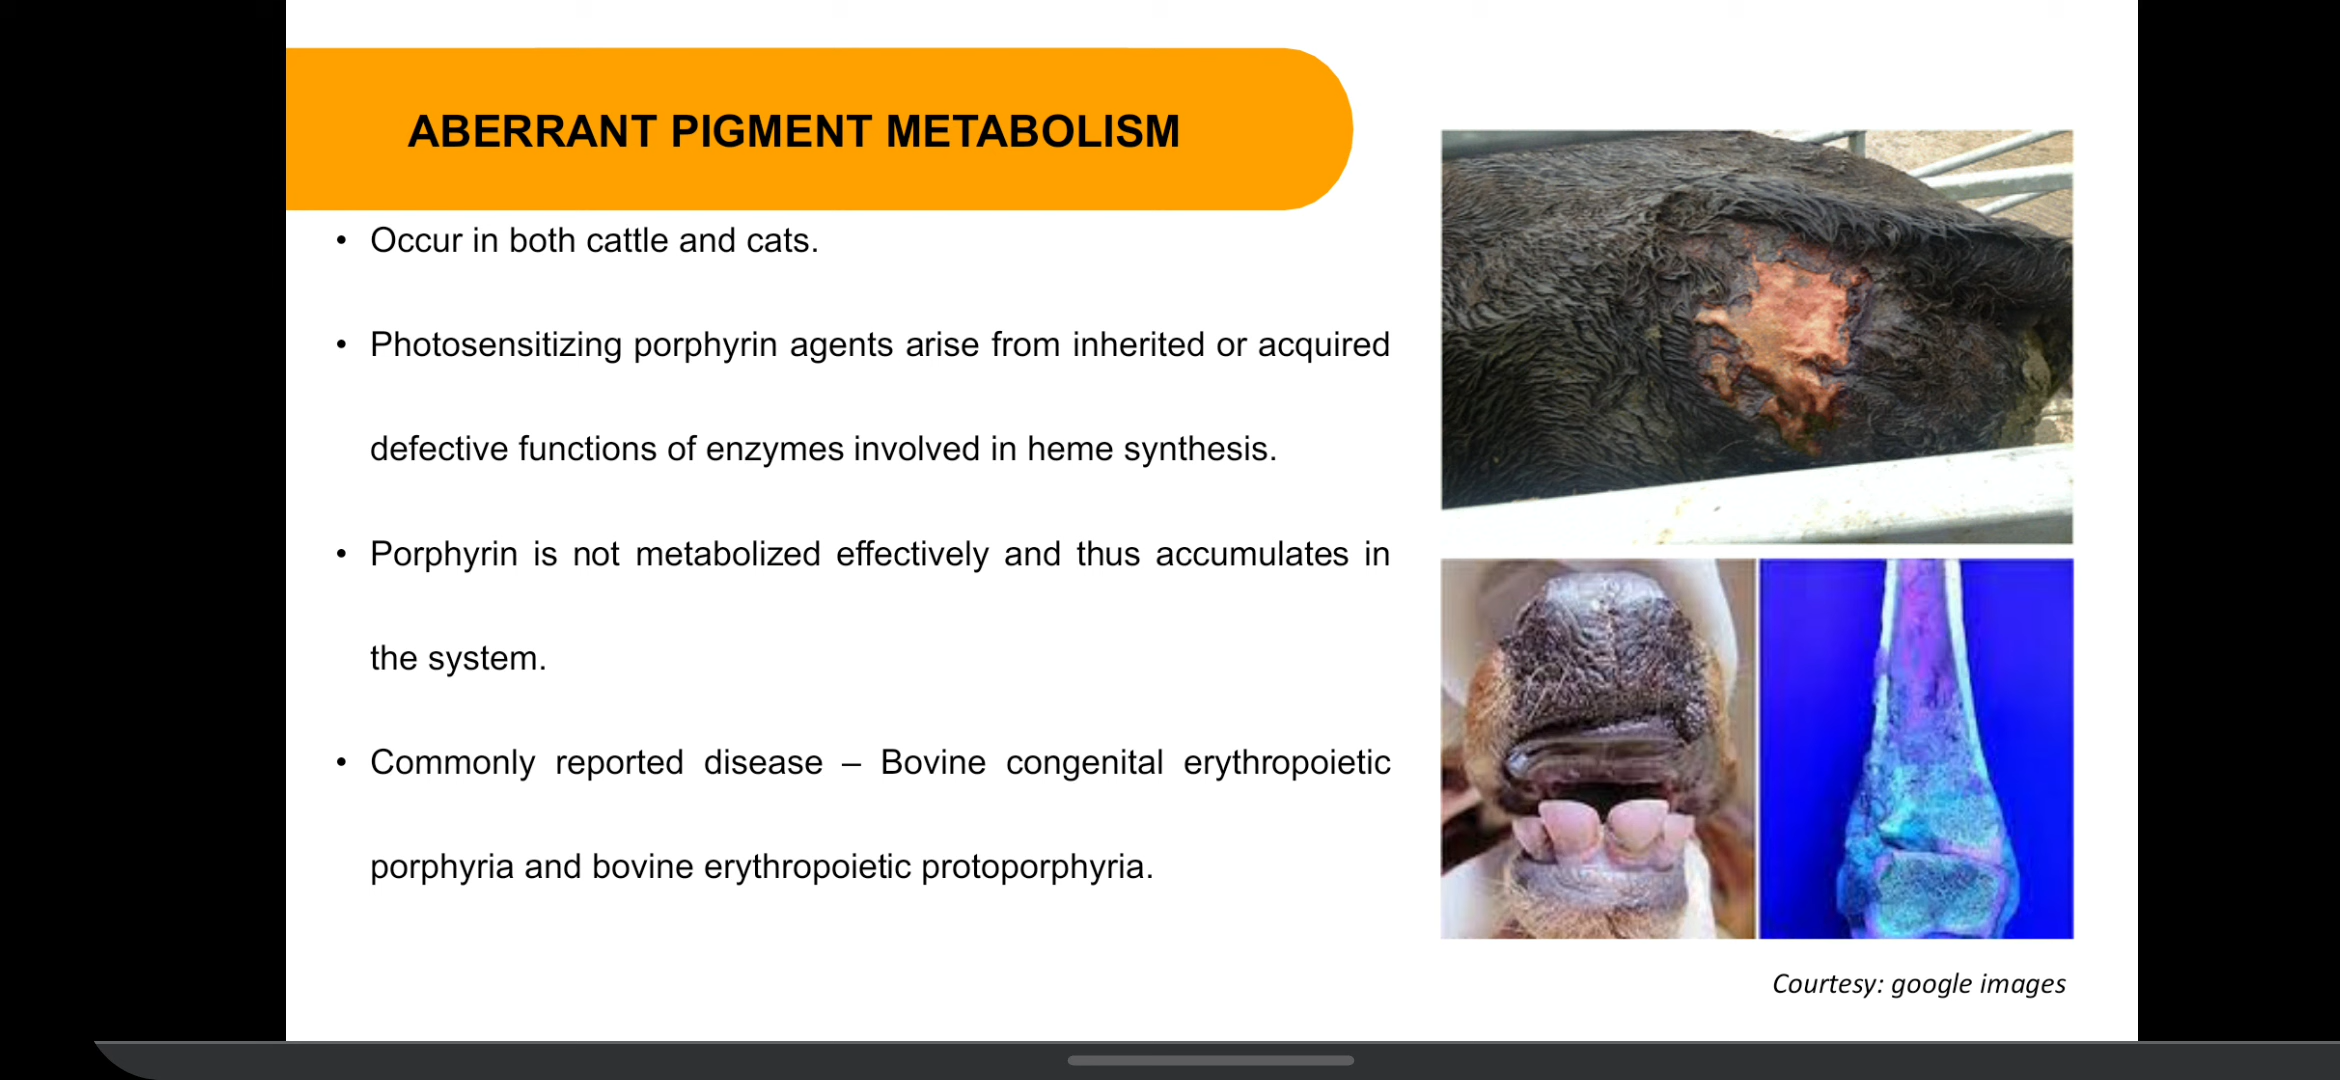 ABERRANT PIGMENT METABOLISM
• Occur in both cattle and cats.
• Photosensitizing porphyrin agents arise from inherited or acquired
defective functions of enzymes involved in heme synthesis.
• Porphyrin is not metabolized effectively and thus accumulates in
the system.
• Commonly reported disease – Bovine congenital erythropoietic
porphyria and bovine erythropoietic protoporphyria.
Courtesy: google images